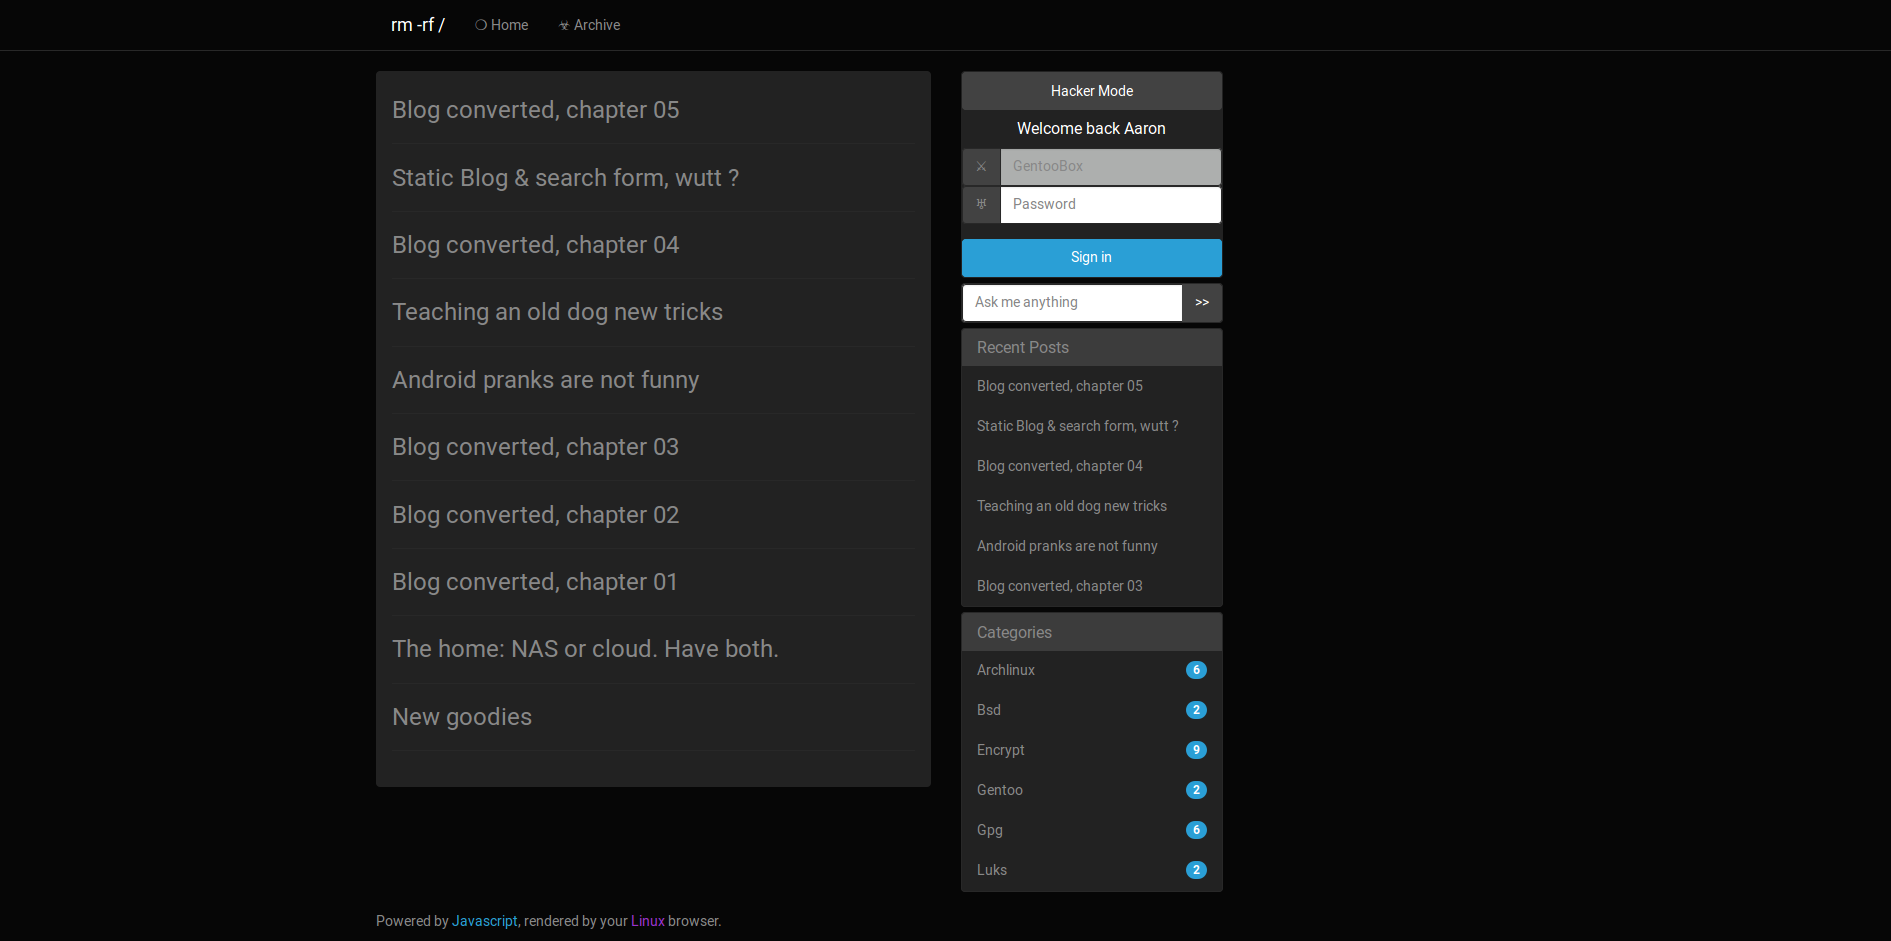 rm -rf / Home Archive
Blog converted, chapter 05
Static Blog & search form, wutt ?
Blog converted, chapter 04
Teaching an old dog new tricks
Android pranks are not funny
Blog converted, chapter 03
Blog converted, chapter 02
Blog converted, chapter 01
The home: NAS or cloud. Have both.
New goodies
Hacker Mode
Welcome back Aaron
GentooBox
Password
Sign in
Ask me anything >>
Recent Posts
Blog converted, chapter 05
Static Blog & search form, wutt ?
Blog converted, chapter 04
Teaching an old dog new tricks
Android pranks are not funny
Blog converted, chapter 03
Categories
Archlinux 6
Bsd 2
Encrypt 9
Gentoo 2
Gpg 6
Luks 2
Powered by Javascript, rendered by your Linux browser.